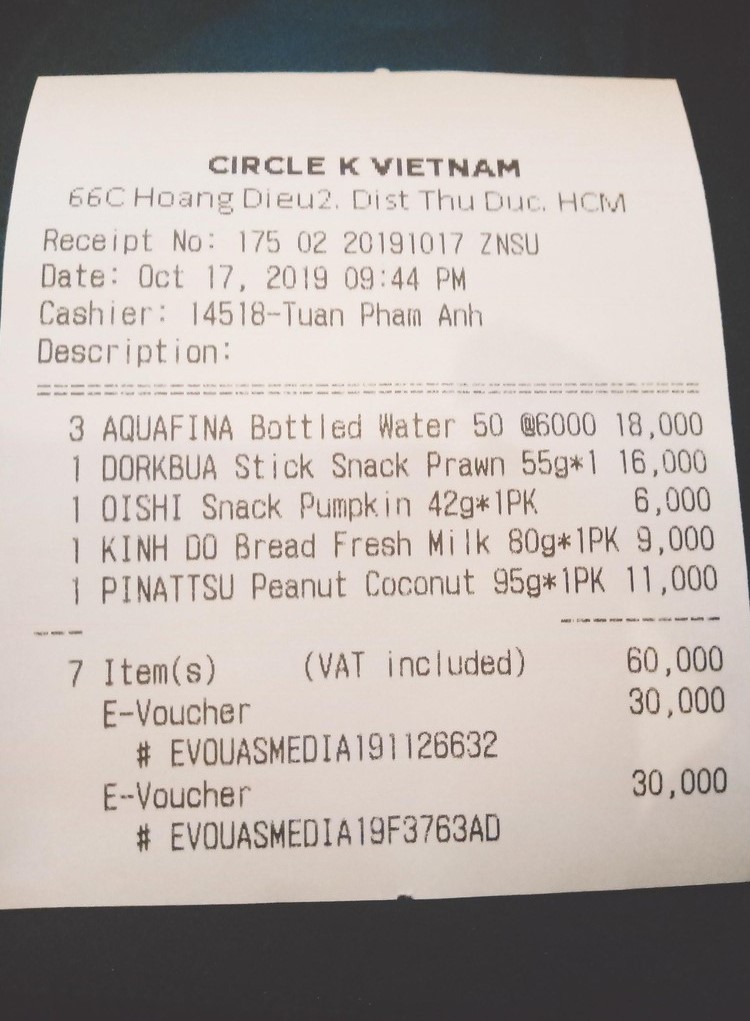 CIRCLE K VIETNAM
66C Hoang Dieu2. Dist Thu Duc. HCM
Receipt No: 175 02 20191017 ZNSU
Date: Oct 17, 2019 09:44 PM
Cashier: 14518-Tuan Pham Anh
Description:
3 AQUAFINA Bottled Water 50 @6000 18,000
1 DORKBUA Stick Snack Prawn 55g*1 16,000
1 OISHI Snack Pumpkin 42g*1PK 6,000
1 KINH DO Bread Fresh Milk 80g*1PK 9,000
1 PINATTSU Peanut Coconut 95g*1PK 11,000
7 Item(s) (VAT included) 60,000
E-Voucher 30,000
# EVOUASMEDIA191126632
E-Voucher 30,000
# EVOUASMEDIA19F3763AD